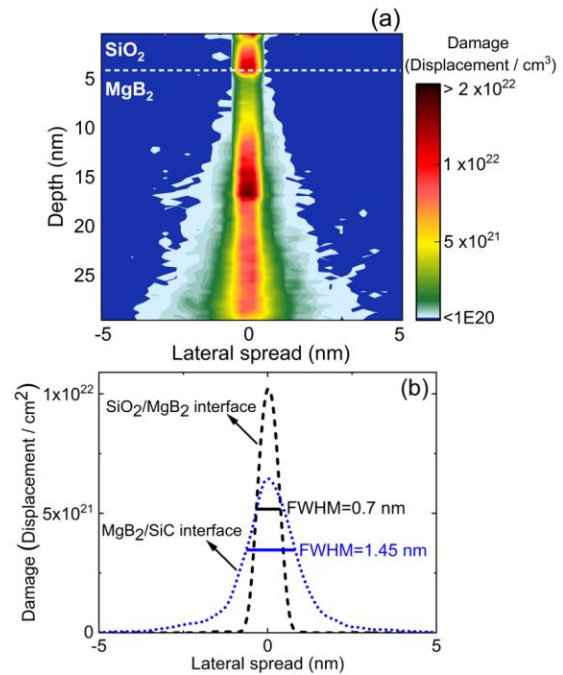 (a)
SiO₂
MgB₂
5
10
15
20
25
Depth (nm)
-5
0
5
Lateral spread (nm)
Damage
(Displacement / cm³)
> 2 x10²²
1 x10²²
5 x10²¹
<1E20
(b)
1x10²²
5x10²¹
0
Damage (Displacement / cm²)
SiO₂/MgB₂ interface
FWHM=0.7 nm
MgB₂/SiC interface
FWHM=1.45 nm
-5
0
5
Lateral spread (nm)